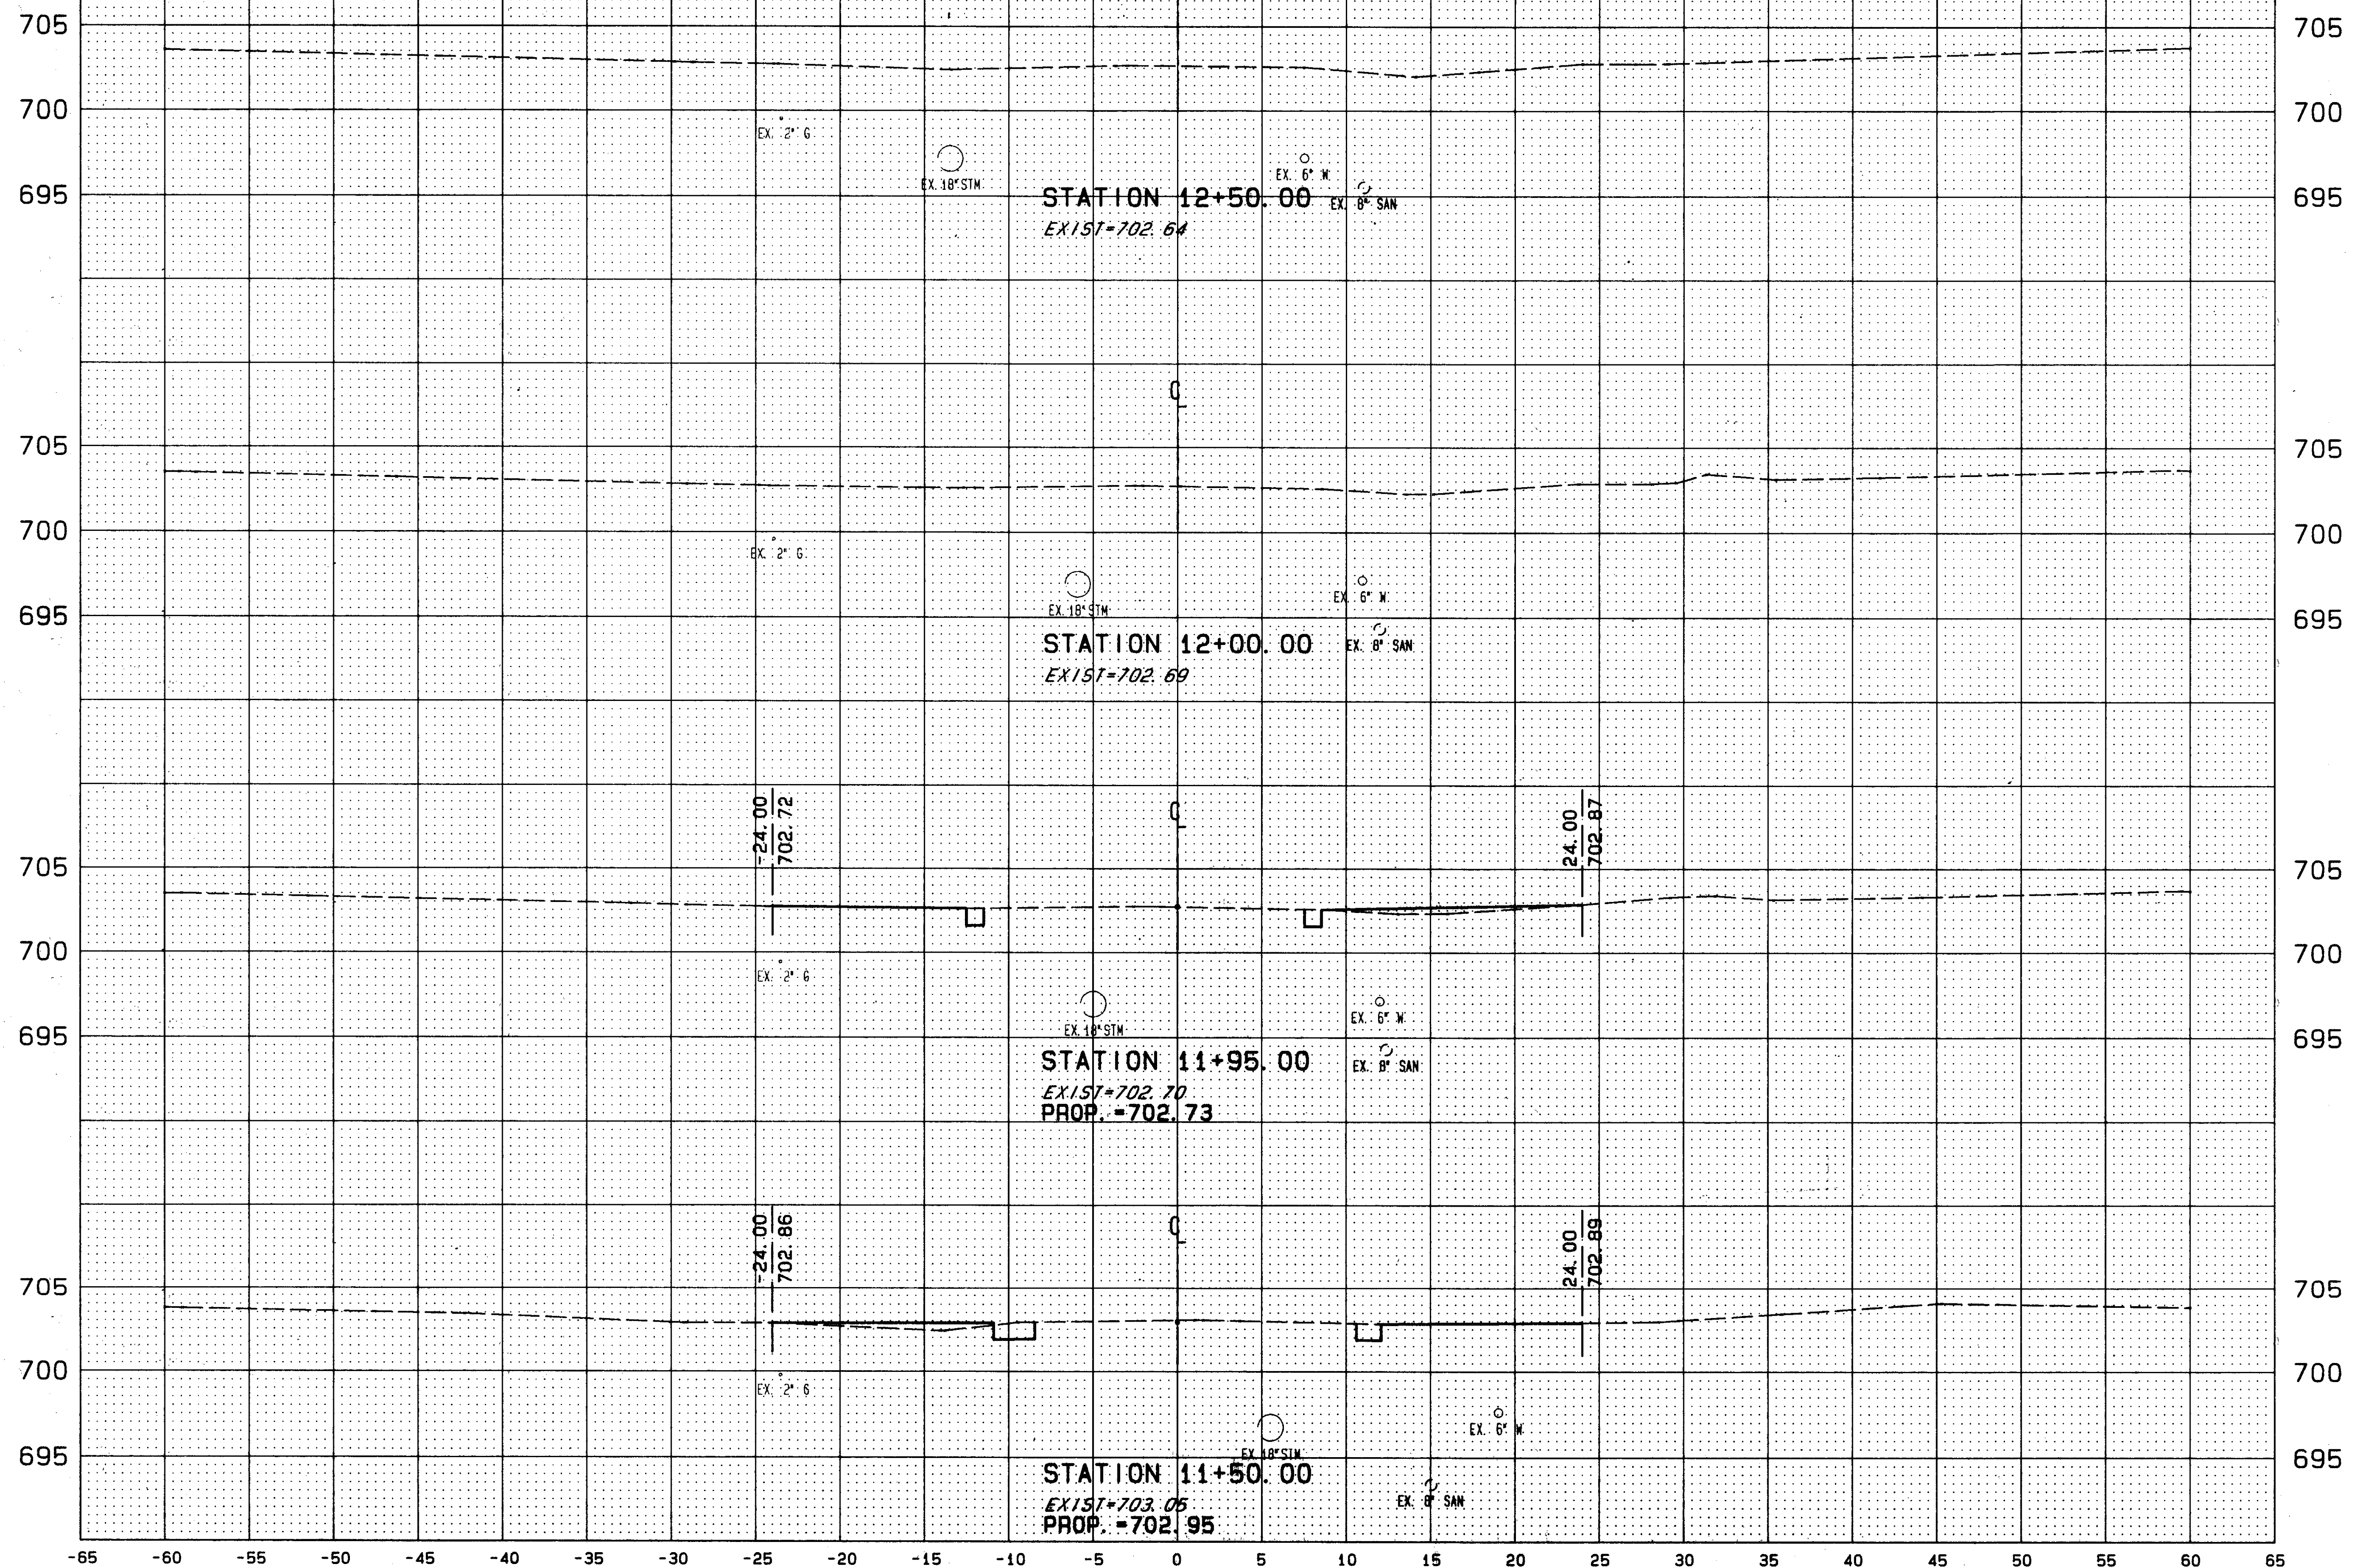 705 705
700 700
EX. 2" G
EX. 18" STM
EX. 6" W
695 695
STATION 12+50.00
EX. 8" SAN
EXIST=702.64
CL
705 705
700 700
EX. 2" G
EX. 18" STM
EX. 6" W
695 695
STATION 12+00.00
EX. 8" SAN
EXIST=702.69
-24.00
702.72
CL
24.00
702.87
705 705
700 700
EX. 2" G
EX. 18" STM
EX. 6" W
695 695
STATION 11+95.00
EX. 8" SAN
EXIST=702.70
PROP.=702.73
-24.00
702.86
CL
24.00
702.89
705 705
700 700
EX. 2" G
EX. 18" STM
EX. 6" W
695 695
STATION 11+50.00
EX. 8" SAN
EXIST=703.05
PROP.=702.95
-65 -60 -55 -50 -45 -40 -35 -30 -25 -20 -15 -10 -5 0 5 10 15 20 25 30 35 40 45 50 55 60 65